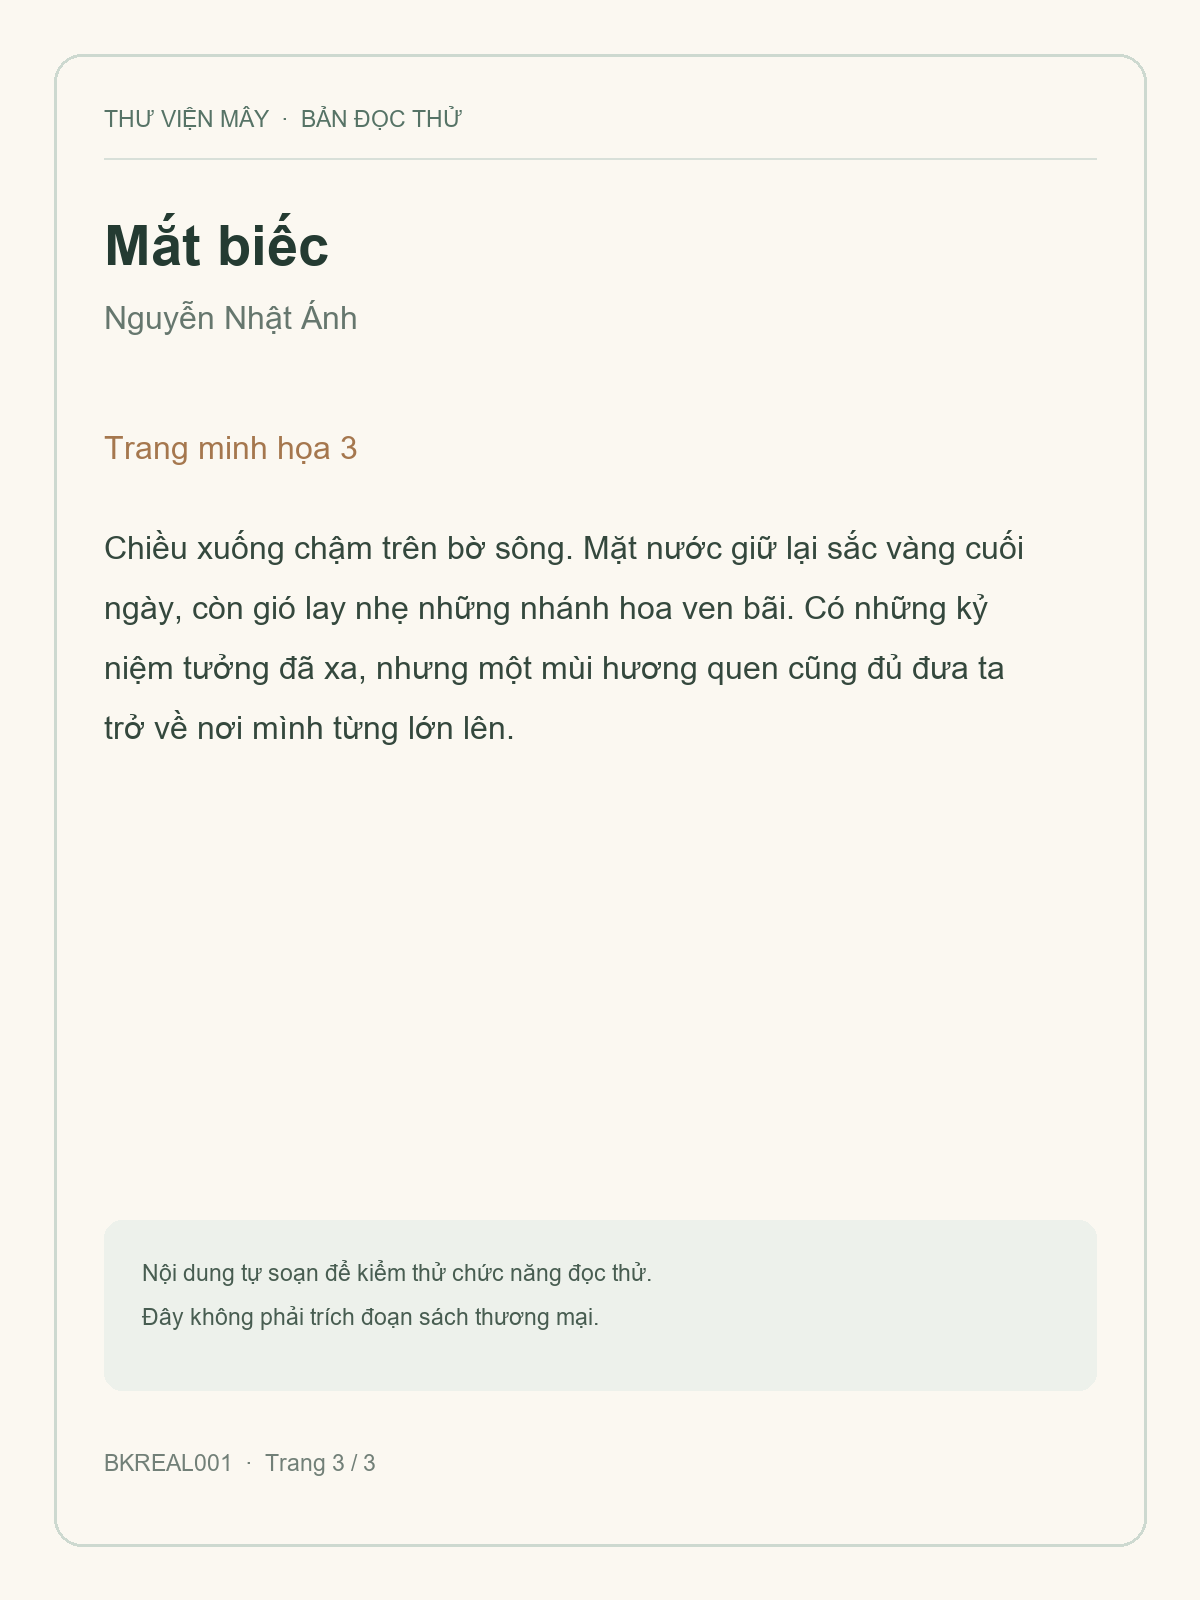 THƯ VIỆN MÂY · BẢN ĐỌC THỬ
Mắt biếc
Nguyễn Nhật Ánh
Trang minh họa 3
Chiều xuống chậm trên bờ sông. Mặt nước giữ lại sắc vàng cuối
ngày, còn gió lay nhẹ những nhánh hoa ven bãi. Có những kỷ
niệm tưởng đã xa, nhưng một mùi hương quen cũng đủ đưa ta
trở về nơi mình từng lớn lên.
Nội dung tự soạn để kiểm thử chức năng đọc thử.
Đây không phải trích đoạn sách thương mại.
BKREAL001 · Trang 3 / 3